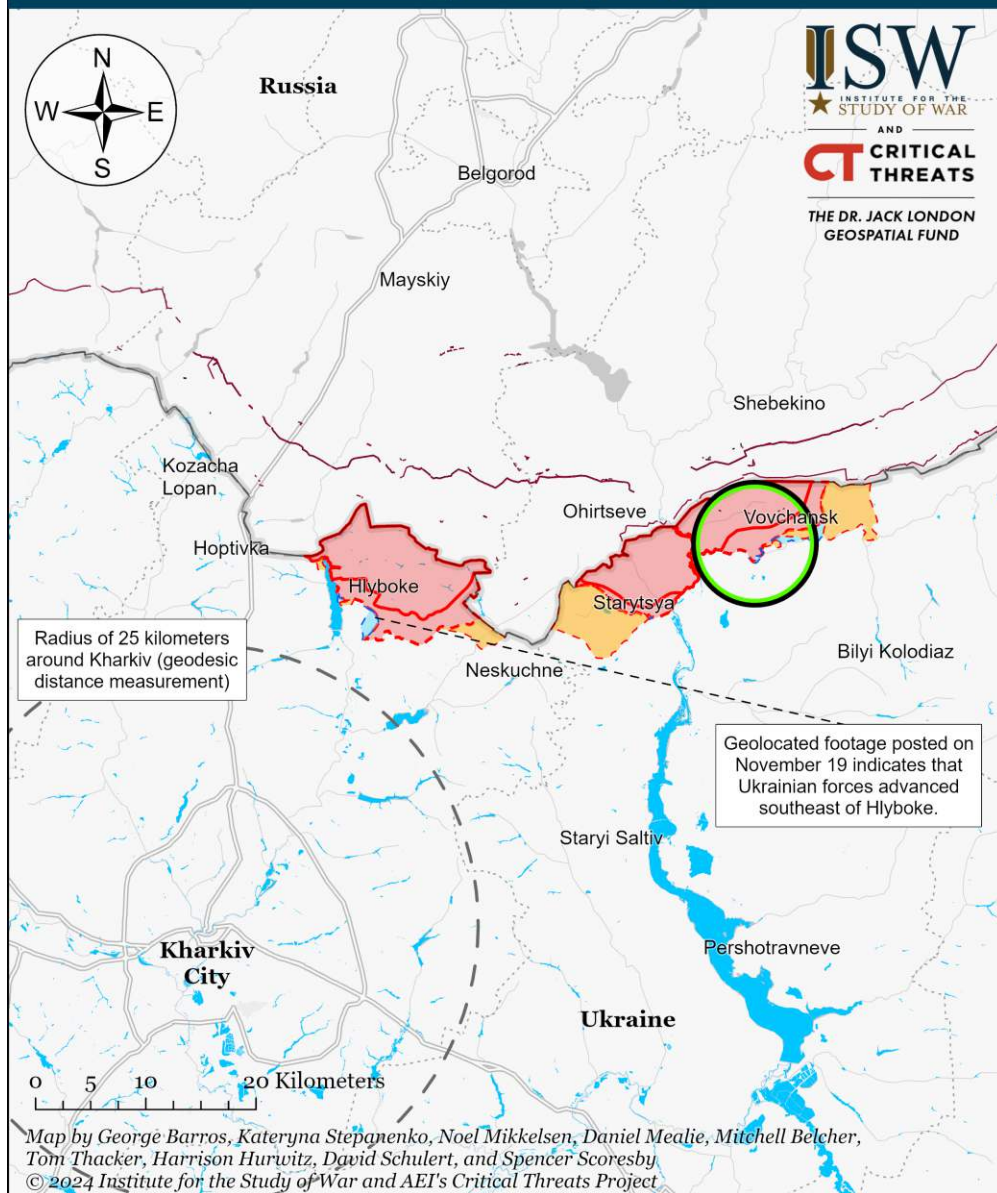 N
W
E
S
Russia
ISW
INSTITUTE FOR THE
STUDY OF WAR
AND
CT CRITICAL
THREATS
THE DR. JACK LONDON
GEOSPATIAL FUND
Belgorod
Mayskiy
Shebekino
Kozacha
Lopan
Ohirtseve
Vovchansk
Hoptivka
Hlyboke
Starytsya
Radius of 25 kilometers
around Kharkiv (geodesic
distance measurement)
Neskuchne
Bilyi Kolodiaz
Geolocated footage posted on
November 19 indicates that
Ukrainian forces advanced
southeast of Hlyboke.
Staryi Saltiv
Kharkiv
City
Pershotravneve
Ukraine
0 5 10 20 Kilometers
Map by George Barros, Kateryna Stepanenko, Noel Mikkelsen, Daniel Mealie, Mitchell Belcher,
Tom Thacker, Harrison Hurwitz, David Schulert, and Spencer Scoresby
© 2024 Institute for the Study of War and AEI's Critical Threats Project